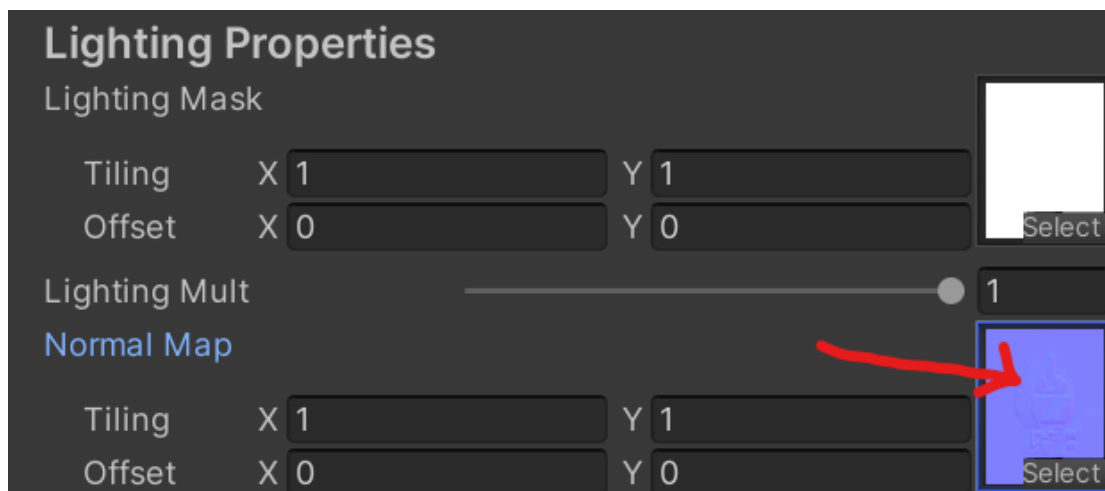 Lighting Properties
Lighting Mask
Tiling X 1 Y 1
Offset X 0 Y 0
Select
Lighting Mult 1
Normal Map
Tiling X 1 Y 1
Offset X 0 Y 0
Select